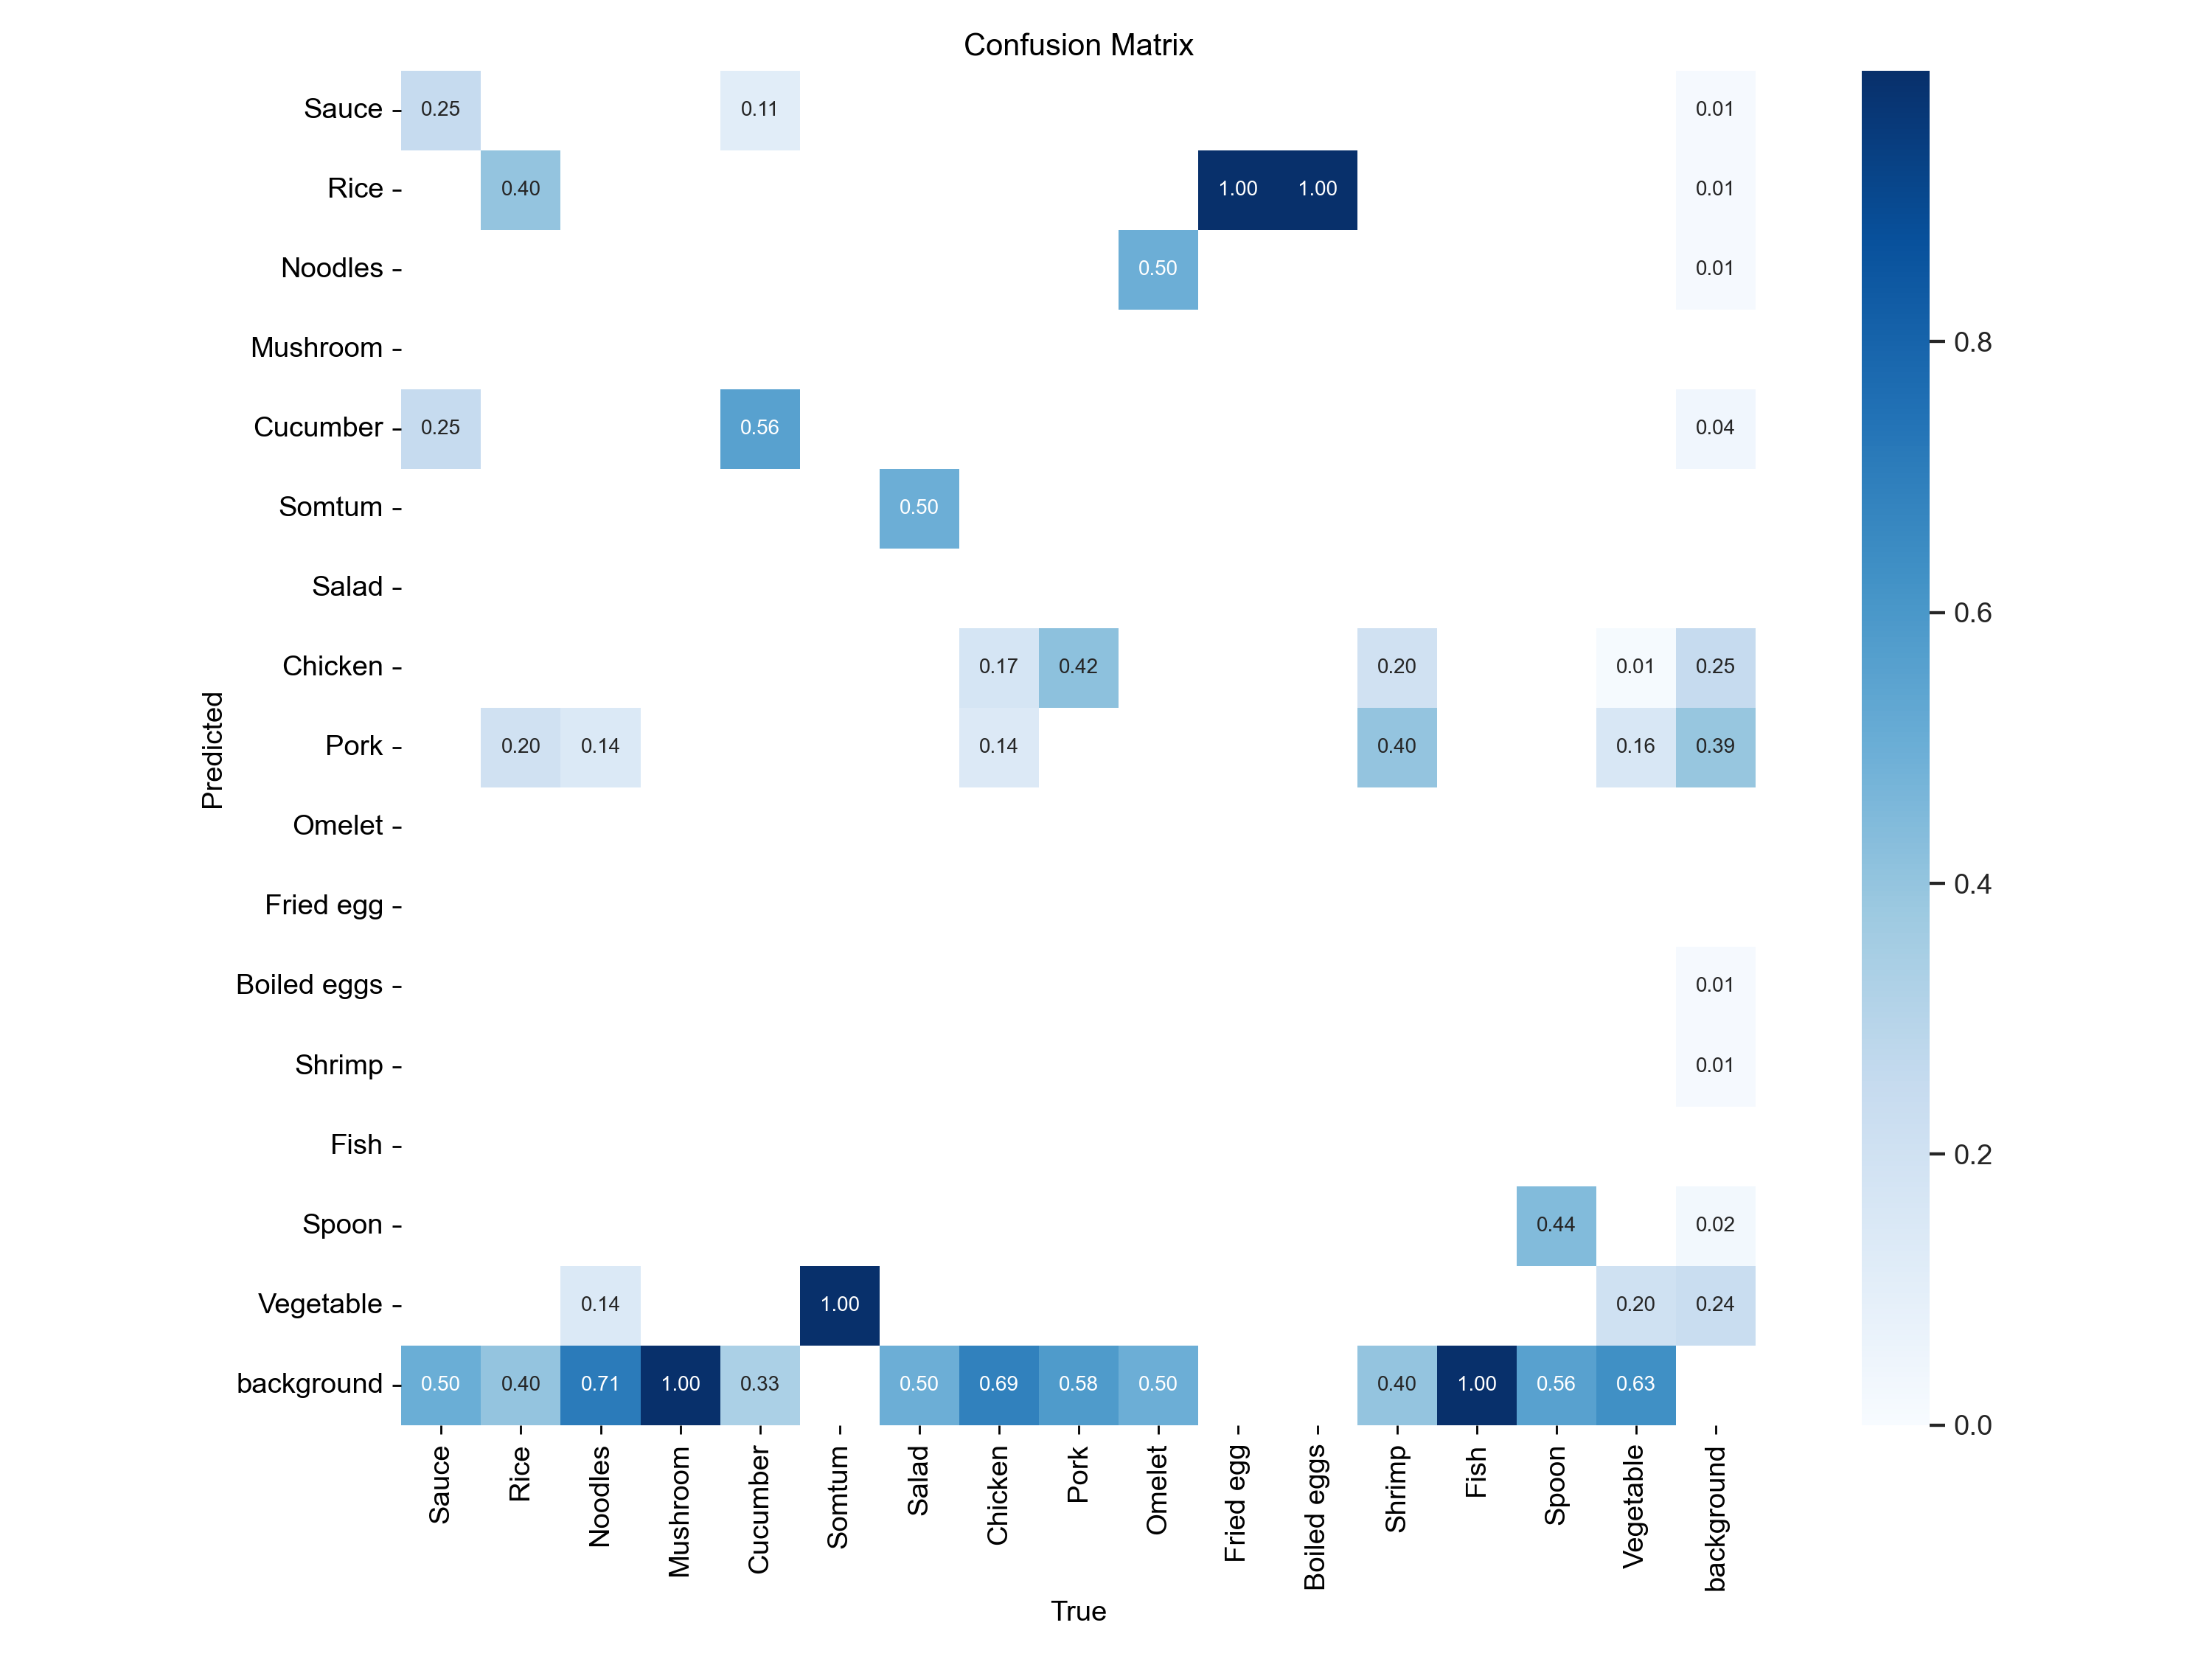 Confusion Matrix
Sauce 0.25 0.11 0.01
Rice 0.40 1.00 1.00 0.01
Noodles 0.50 0.01
Mushroom
Cucumber 0.25 0.56 0.04
Somtum 0.50
Salad
Chicken 0.17 0.42 0.20 0.01 0.25
Pork 0.20 0.14 0.14 0.40 0.16 0.39
Omelet
Fried egg
Boiled eggs 0.01
Shrimp 0.01
Fish
Spoon 0.44 0.02
Vegetable 0.14 1.00 0.20 0.24
background 0.50 0.40 0.71 1.00 0.33 0.50 0.69 0.58 0.50 0.40 1.00 0.56 0.63
Predicted
Sauce Rice Noodles Mushroom Cucumber Somtum Salad Chicken Pork Omelet Fried egg Boiled eggs Shrimp Fish Spoon Vegetable background
True
0.8
0.6
0.4
0.2
0.0